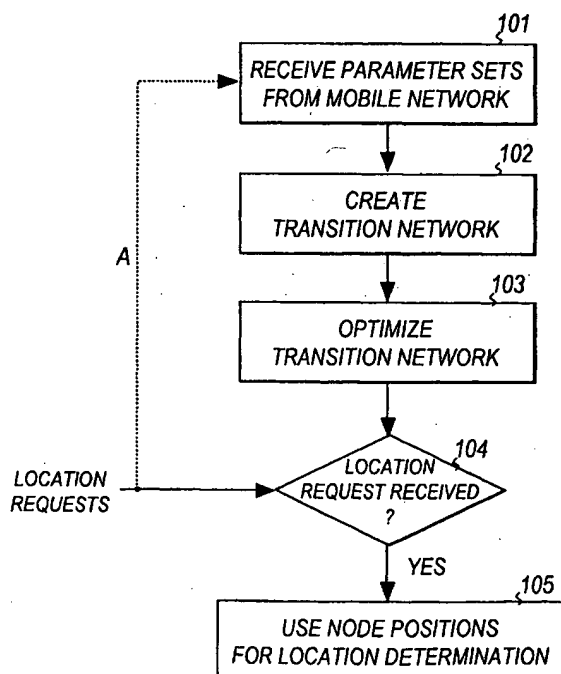 101
RECEIVE PARAMETER SETS
FROM MOBILE NETWORK
102
CREATE
TRANSITION NETWORK
A
103
OPTIMIZE
TRANSITION NETWORK
104
LOCATION
REQUEST RECEIVED
?
LOCATION
REQUESTS
YES
105
USE NODE POSITIONS
FOR LOCATION DETERMINATION